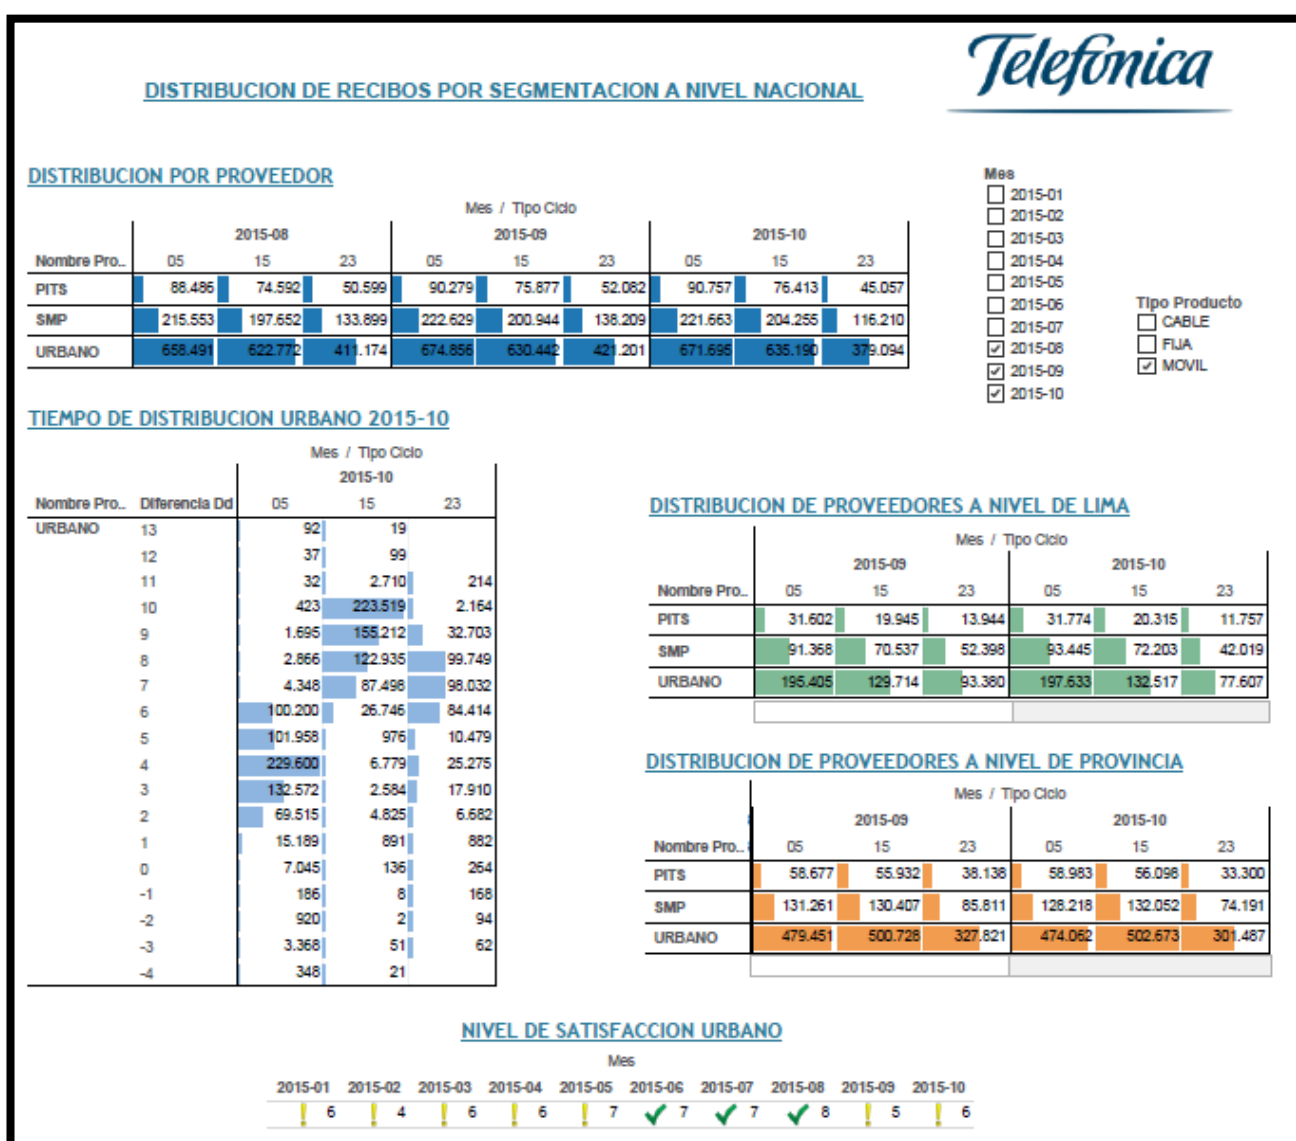 Telefónica
DISTRIBUCION DE RECIBOS POR SEGMENTACION A NIVEL NACIONAL
DISTRIBUCION POR PROVEEDOR
Mes / Tipo Ciclo
2015-08 2015-09 2015-10
Nombre Pro.. 05 15 23 05 15 23 05 15 23
PITS 88.486 74.592 50.599 90.279 75.877 52.082 90.757 76.413 45.057
SMP 215.553 197.652 133.899 222.629 200.944 138.209 221.663 204.255 116.210
URBANO 658.491 622.772 411.174 674.856 630.442 421.201 671.695 635.190 379.094
Mes
2015-01
2015-02
2015-03
2015-04
2015-05
2015-06
2015-07
2015-08
2015-09
2015-10
Tipo Producto
CABLE
FIJA
MOVIL
TIEMPO DE DISTRIBUCION URBANO 2015-10
Mes / Tipo Ciclo
2015-10
Nombre Pro.. Diferencia Dd 05 15 23
URBANO 13 92 19
12 37 99
11 32 2.710 214
10 423 223.519 2.164
9 1.695 155.212 32.703
8 2.866 122.935 99.749
7 4.348 87.498 98.032
6 100.200 26.746 84.414
5 101.958 976 10.479
4 229.600 6.779 25.275
3 132.572 2.584 17.910
2 69.515 4.825 6.682
1 15.189 891 882
0 7.045 136 264
-1 186 8 168
-2 920 2 94
-3 3.368 51 62
-4 348 21
DISTRIBUCION DE PROVEEDORES A NIVEL DE LIMA
Mes / Tipo Ciclo
2015-09 2015-10
Nombre Pro.. 05 15 23 05 15 23
PITS 31.602 19.945 13.944 31.774 20.315 11.757
SMP 91.368 70.537 52.398 93.445 72.203 42.019
URBANO 195.405 129.714 93.380 197.633 132.517 77.607
DISTRIBUCION DE PROVEEDORES A NIVEL DE PROVINCIA
Mes / Tipo Ciclo
2015-09 2015-10
Nombre Pro.. 05 15 23 05 15 23
PITS 58.677 55.932 38.138 58.983 56.098 33.300
SMP 131.261 130.407 85.811 128.218 132.052 74.191
URBANO 479.451 500.728 327.821 474.062 502.673 301.487
NIVEL DE SATISFACCION URBANO
Mes
2015-01 2015-02 2015-03 2015-04 2015-05 2015-06 2015-07 2015-08 2015-09 2015-10
6 4 6 6 7 7 7 8 5 6